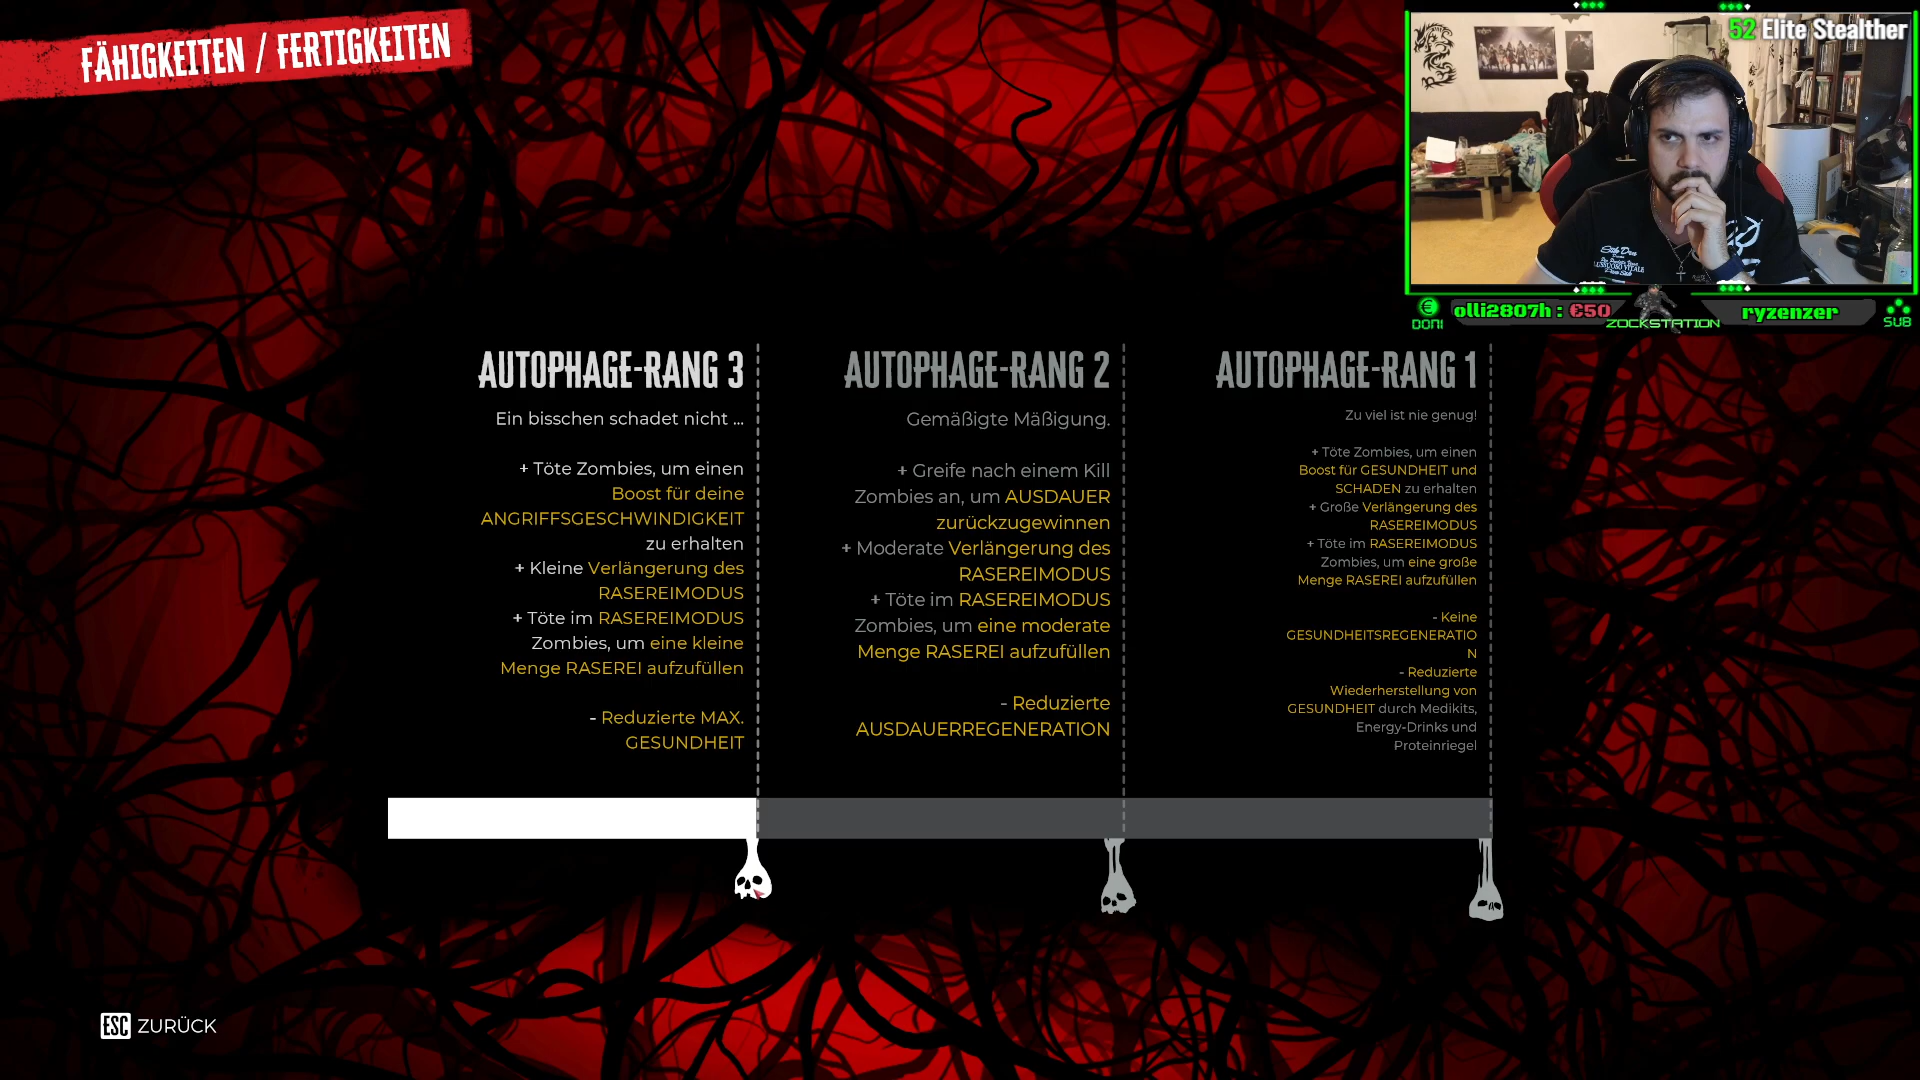 FÄHIGKEITEN / FERTIGKEITEN
52 Elite Stealther
DONI
olli2807h : €50
ZOCKSTATION
ryzenzer
SUB
AUTOPHAGE-RANG 3
Ein bisschen schadet nicht ...
+ Töte Zombies, um einen
Boost für deine
ANGRIFFSGESCHWINDIGKEIT
zu erhalten
+ Kleine Verlängerung des
RASEREIMODUS
+ Töte im RASEREIMODUS
Zombies, um eine kleine
Menge RASEREI aufzufüllen
- Reduzierte MAX.
GESUNDHEIT
AUTOPHAGE-RANG 2
Gemäßigte Mäßigung.
+ Greife nach einem Kill
Zombies an, um AUSDAUER
zurückzugewinnen
+ Moderate Verlängerung des
RASEREIMODUS
+ Töte im RASEREIMODUS
Zombies, um eine moderate
Menge RASEREI aufzufüllen
- Reduzierte
AUSDAUERREGENERATION
AUTOPHAGE-RANG 1
Zu viel ist nie genug!
+ Töte Zombies, um einen
Boost für GESUNDHEIT und
SCHADEN zu erhalten
+ Große Verlängerung des
RASEREIMODUS
+ Töte im RASEREIMODUS
Zombies, um eine große
Menge RASEREI aufzufüllen
- Keine
GESUNDHEITSREGENERATIO
N
- Reduzierte
Wiederherstellung von
GESUNDHEIT durch Medikits,
Energy-Drinks und
Proteinriegel
ESC ZURÜCK